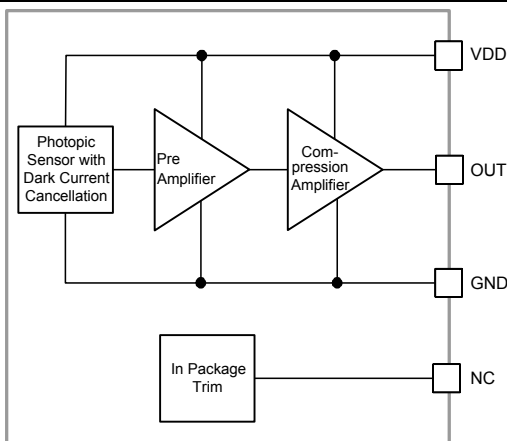 VDD
Photopic
Sensor with
Dark Current
Cancellation
Pre
Amplifier
Com-
pression
Amplifier
OUT
GND
In Package
Trim
NC